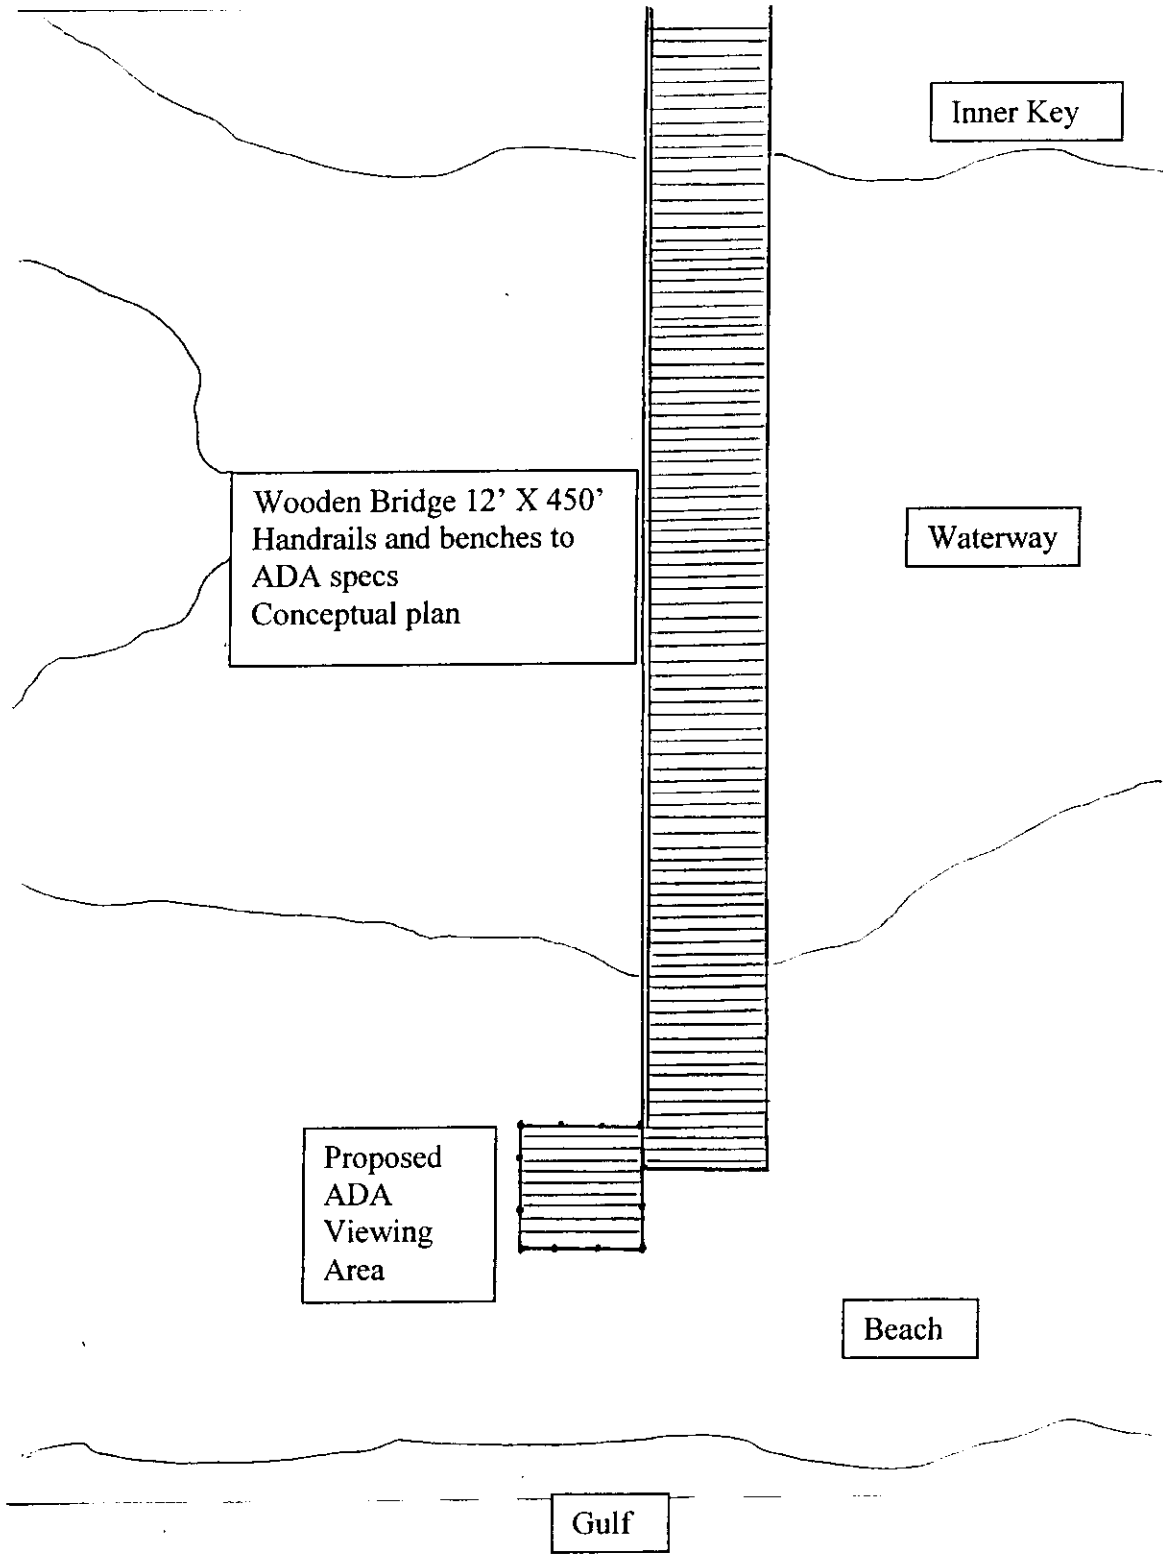 Inner Key
Wooden Bridge 12’ X 450’
Handrails and benches to
ADA specs
Conceptual plan
Waterway
Proposed
ADA
Viewing
Area
Beach
Gulf